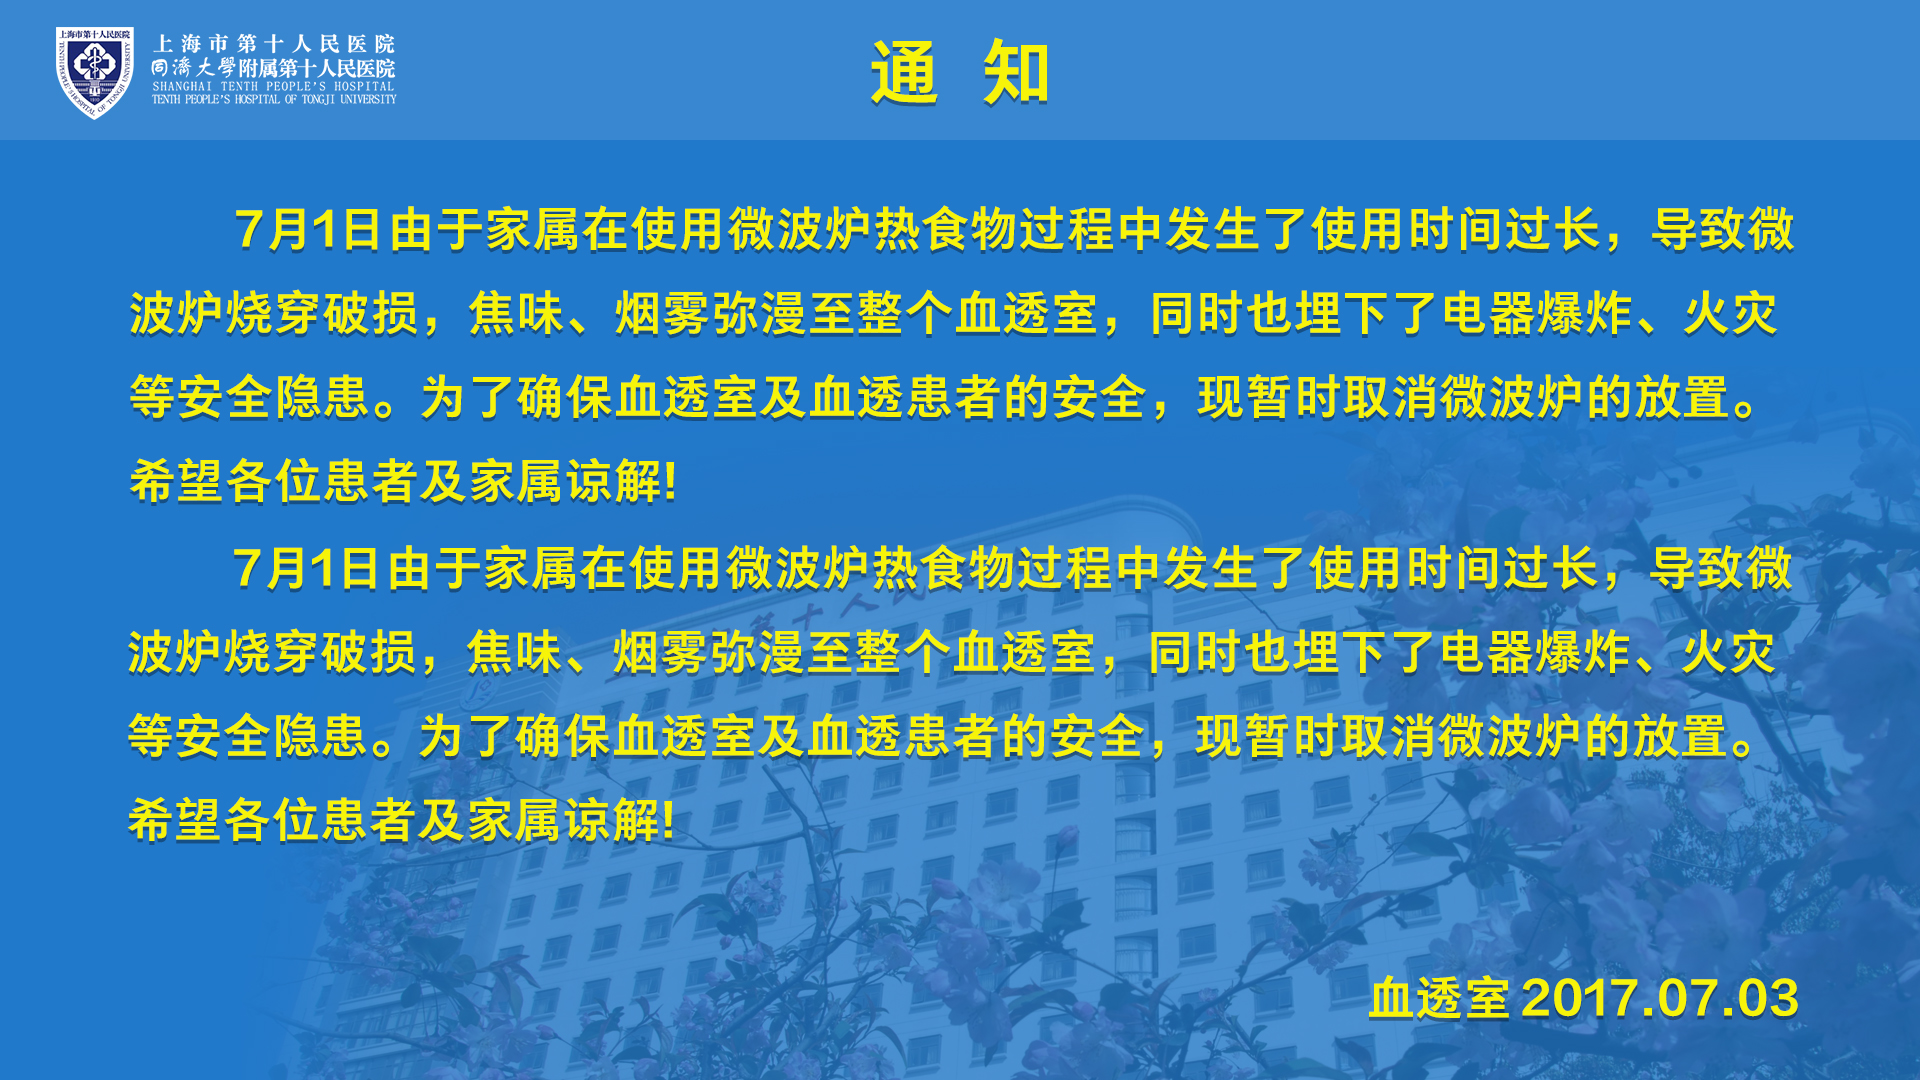 上海市第十人民医院
上海市第十人民医院
同濟大學附属第十人民医院
SHANGHAI TENTH PEOPLE'S HOSPITAL
TENTH PEOPLE'S HOSPITAL OF TONGJI UNIVERSITY
TENTH PEOPLE'S HOSPITAL OF TONGJI UNIVERSITY
通 知
7月1日由于家属在使用微波炉热食物过程中发生了使用时间过长，导致微
波炉烧穿破损，焦味、烟雾弥漫至整个血透室，同时也埋下了电器爆炸、火灾
等安全隐患。为了确保血透室及血透患者的安全，现暂时取消微波炉的放置。
希望各位患者及家属谅解!
7月1日由于家属在使用微波炉热食物过程中发生了使用时间过长，导致微
波炉烧穿破损，焦味、烟雾弥漫至整个血透室，同时也埋下了电器爆炸、火灾
等安全隐患。为了确保血透室及血透患者的安全，现暂时取消微波炉的放置。
希望各位患者及家属谅解!
血透室 2017.07.03